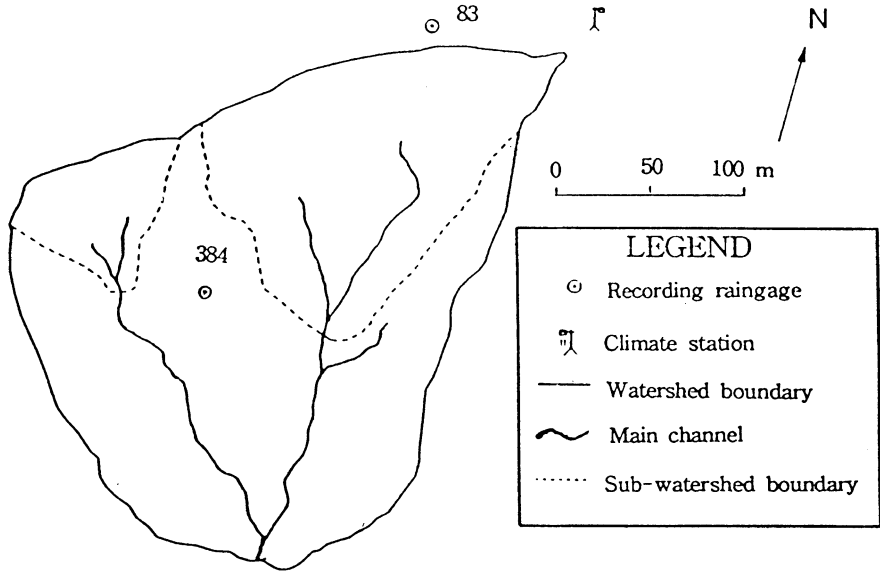 83
N
0 50 100 m
384
LEGEND
Recording raingage
Climate station
Watershed boundary
Main channel
Sub-watershed boundary